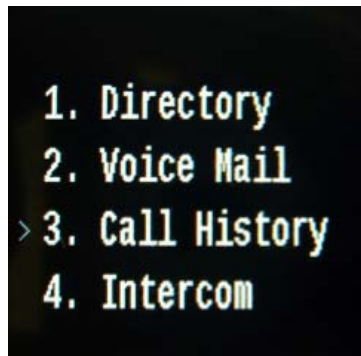 1. Directory
2. Voice Mail
> 3. Call History
4. Intercom